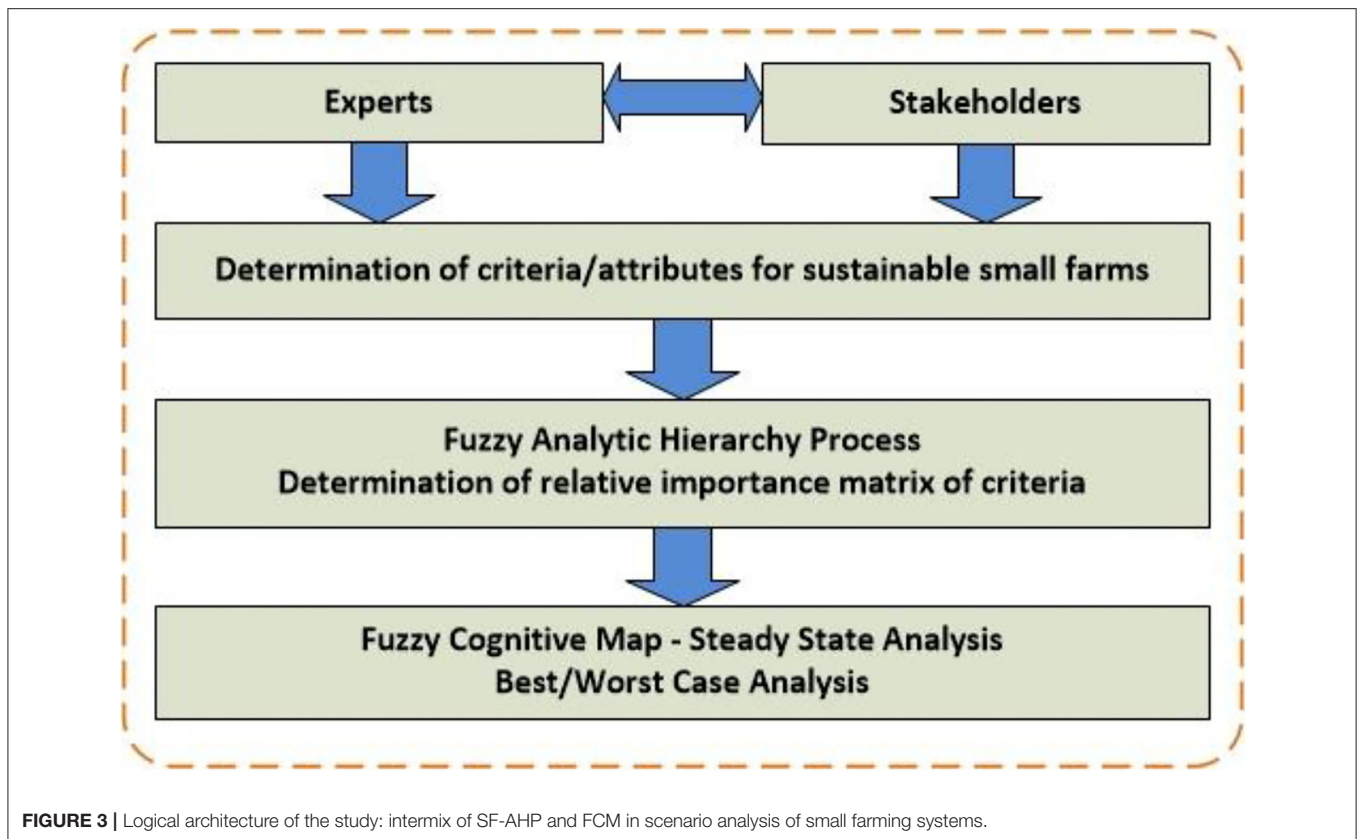 Experts
Stakeholders
Determination of criteria/attributes for sustainable small farms
Fuzzy Analytic Hierarchy Process
Determination of relative importance matrix of criteria
Fuzzy Cognitive Map - Steady State Analysis
Best/Worst Case Analysis
FIGURE 3 | Logical architecture of the study: intermix of SF-AHP and FCM in scenario analysis of small farming systems.